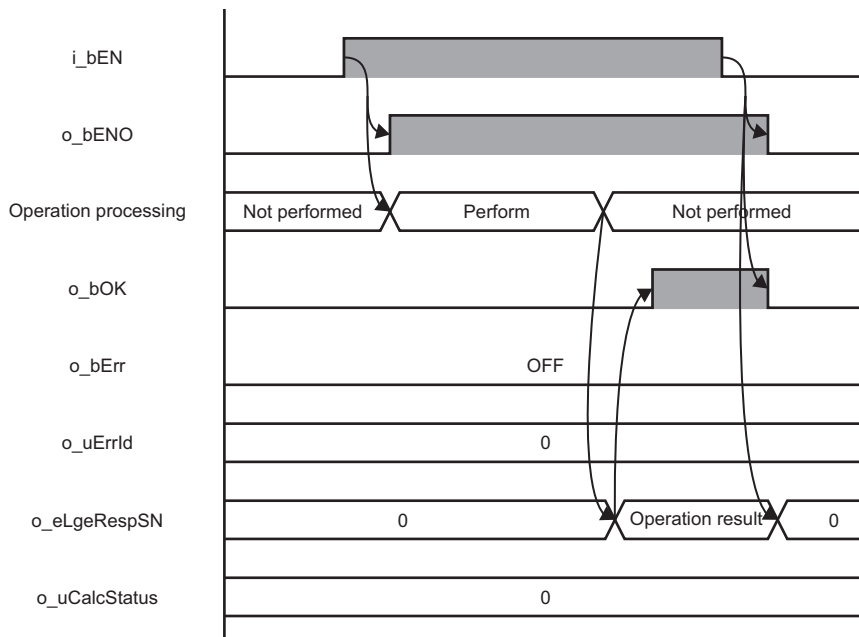 i_bEN
o_bENO
Operation processing
Not performed
Perform
Not performed
o_bOK
o_bErr
OFF
o_uErrId
0
o_eLgeRespSN
0
Operation result
0
o_uCalcStatus
0